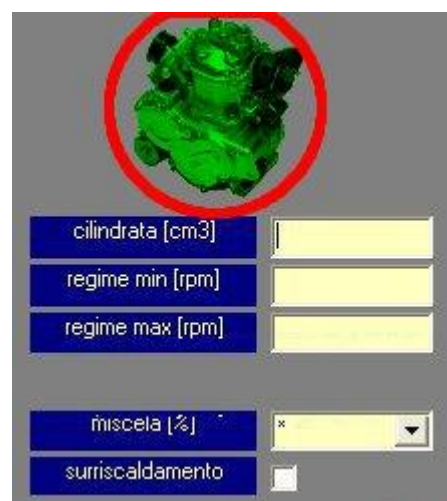 cilindrata [cm3]
regime min [rpm]
regime max [rpm]
miscela [%] *
surriscaldamento